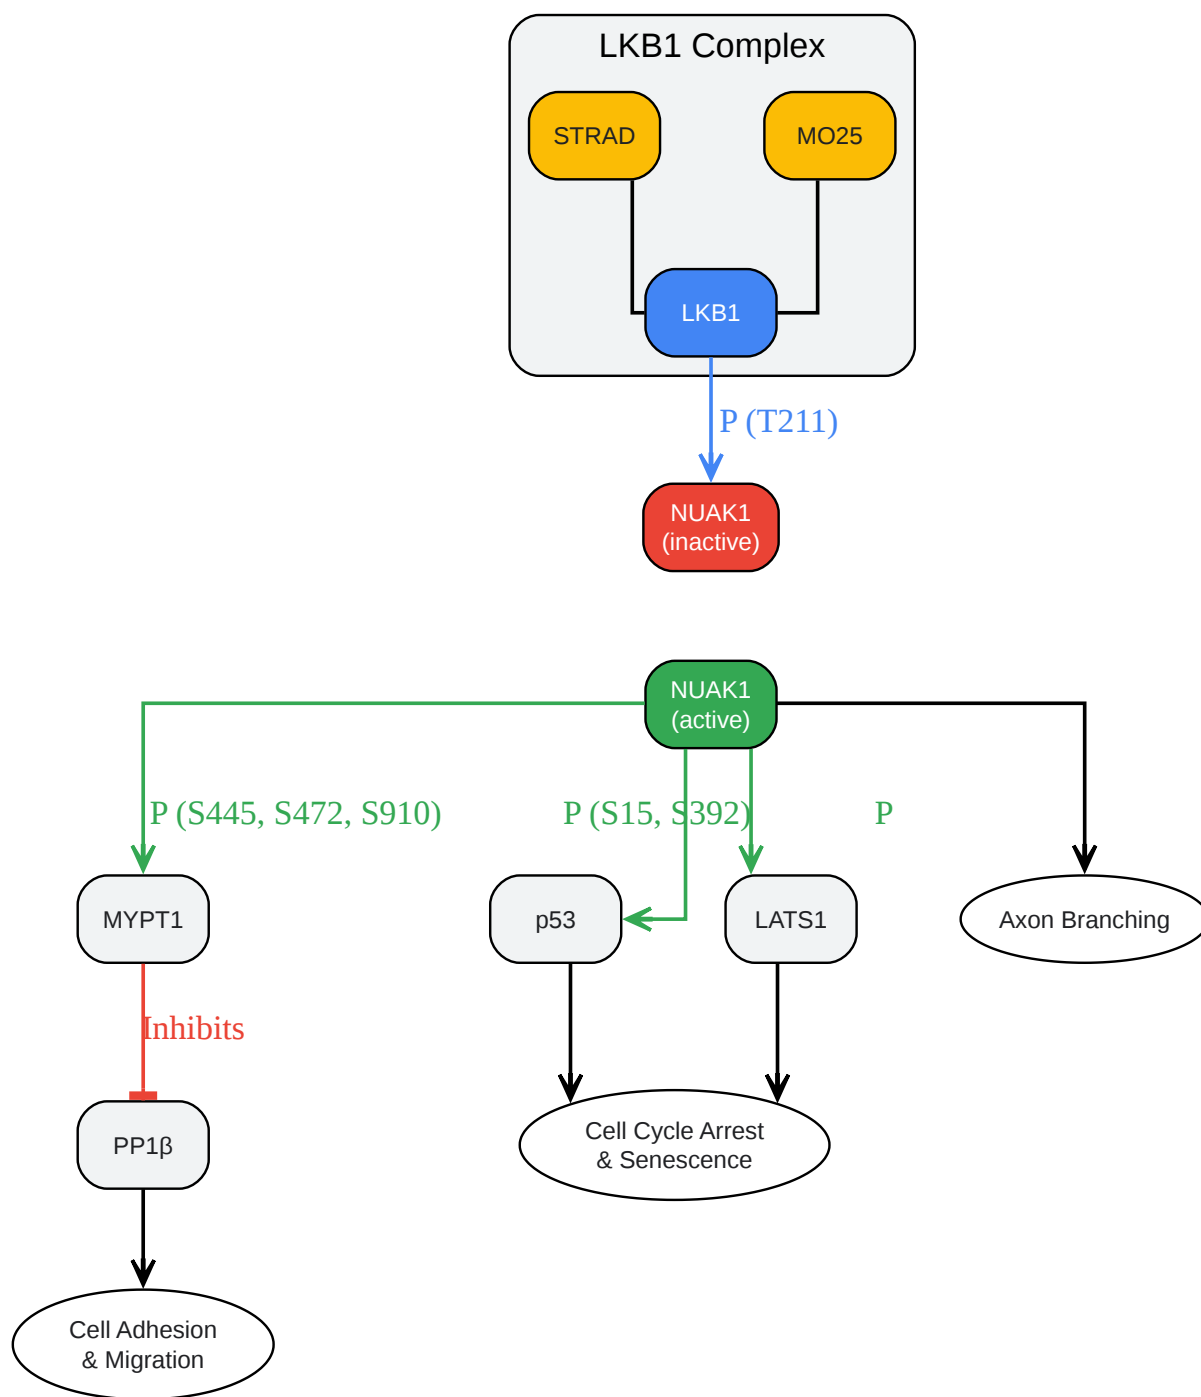 LKB1 Complex
STRAD
MO25
LKB1
P (T211)
NUAK1
(inactive)
NUAK1
(active)
P (S445, S472, S910)
P (S15, S392)
P
MYPT1
p53
LATS1
Axon Branching
Inhibits
PP1β
Cell Cycle Arrest
& Senescence
Cell Adhesion
& Migration